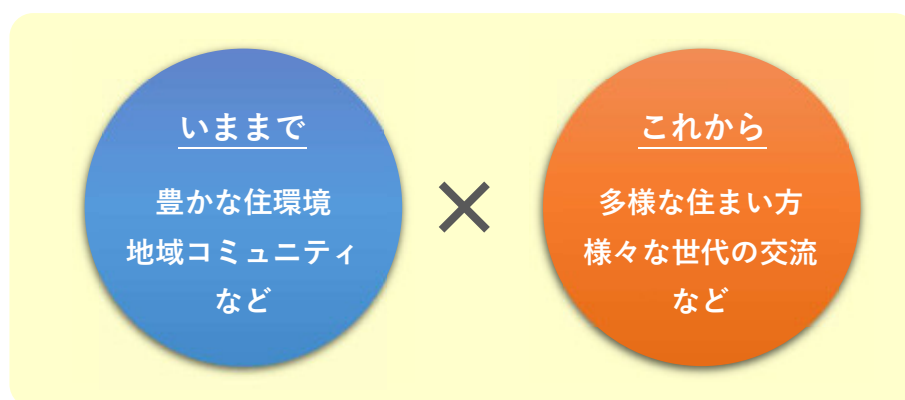 いままで
豊かな住環境
地域コミュニティ
など
×
これから
多様な住まい方
様々な世代の交流
など